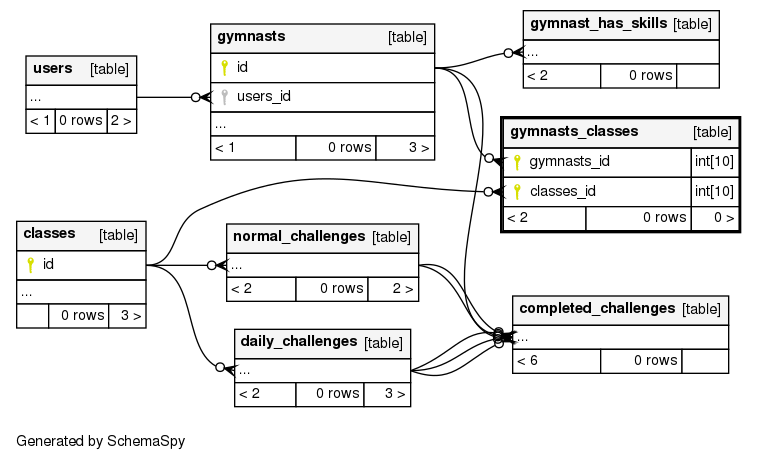 users [table]
...
< 1 0 rows 2 >
gymnasts [table]
id
users_id
...
< 1 0 rows 3 >
gymnast_has_skills [table]
...
< 2 0 rows
gymnasts_classes [table]
gymnasts_id int[10]
classes_id int[10]
< 2 0 rows 0 >
classes [table]
id
...
0 rows 3 >
normal_challenges [table]
...
< 2 0 rows 2 >
daily_challenges [table]
...
< 2 0 rows 3 >
completed_challenges [table]
...
< 6 0 rows
Generated by SchemaSpy